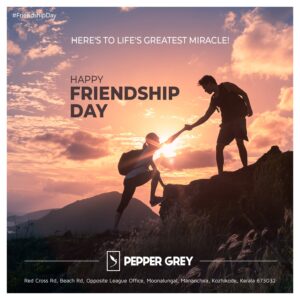 #FriendshipDay
HERE'S TO LIFE'S GREATEST MIRACLE!
HAPPY
FRIENDSHIP
DAY
PEPPER GREY
Red Cross Rd, Beach Rd, Opposite League Office, Moonalungal, Mananchira, Kozhikode, Kerala 673032